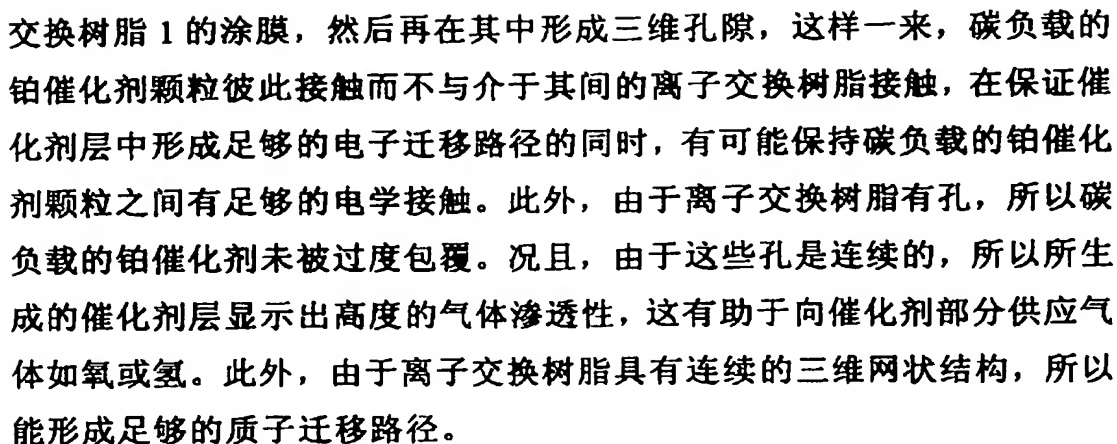 交换树脂 1 的涂膜，然后再在其中形成三维孔隙，这样一来，碳负载的
铂催化剂颗粒彼此接触而不与介于其间的离子交换树脂接触，在保证催
化剂层中形成足够的电子迁移路径的同时，有可能保持碳负载的铂催化
剂颗粒之间有足够的电学接触。此外，由于离子交换树脂有孔，所以碳
负载的铂催化剂未被过度包覆。况且，由于这些孔是连续的，所以所生
成的催化剂层显示出高度的气体渗透性，这有助于向催化剂部分供应气
体如氧或氢。此外，由于离子交换树脂具有连续的三维网状结构，所以
能形成足够的质子迁移路径。